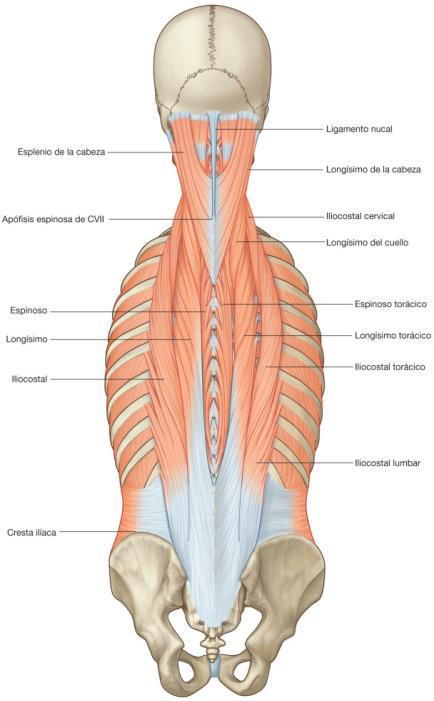 Ligamento nucal
Esplenio de la cabeza
Longísimo de la cabeza
Apófisis espinosa de CVII
Iliocostal cervical
Longísimo del cuello
Espinoso
Espinoso torácico
Longísimo
Longísimo torácico
Iliocostal
Iliocostal torácico
Iliocostal lumbar
Cresta ilíaca